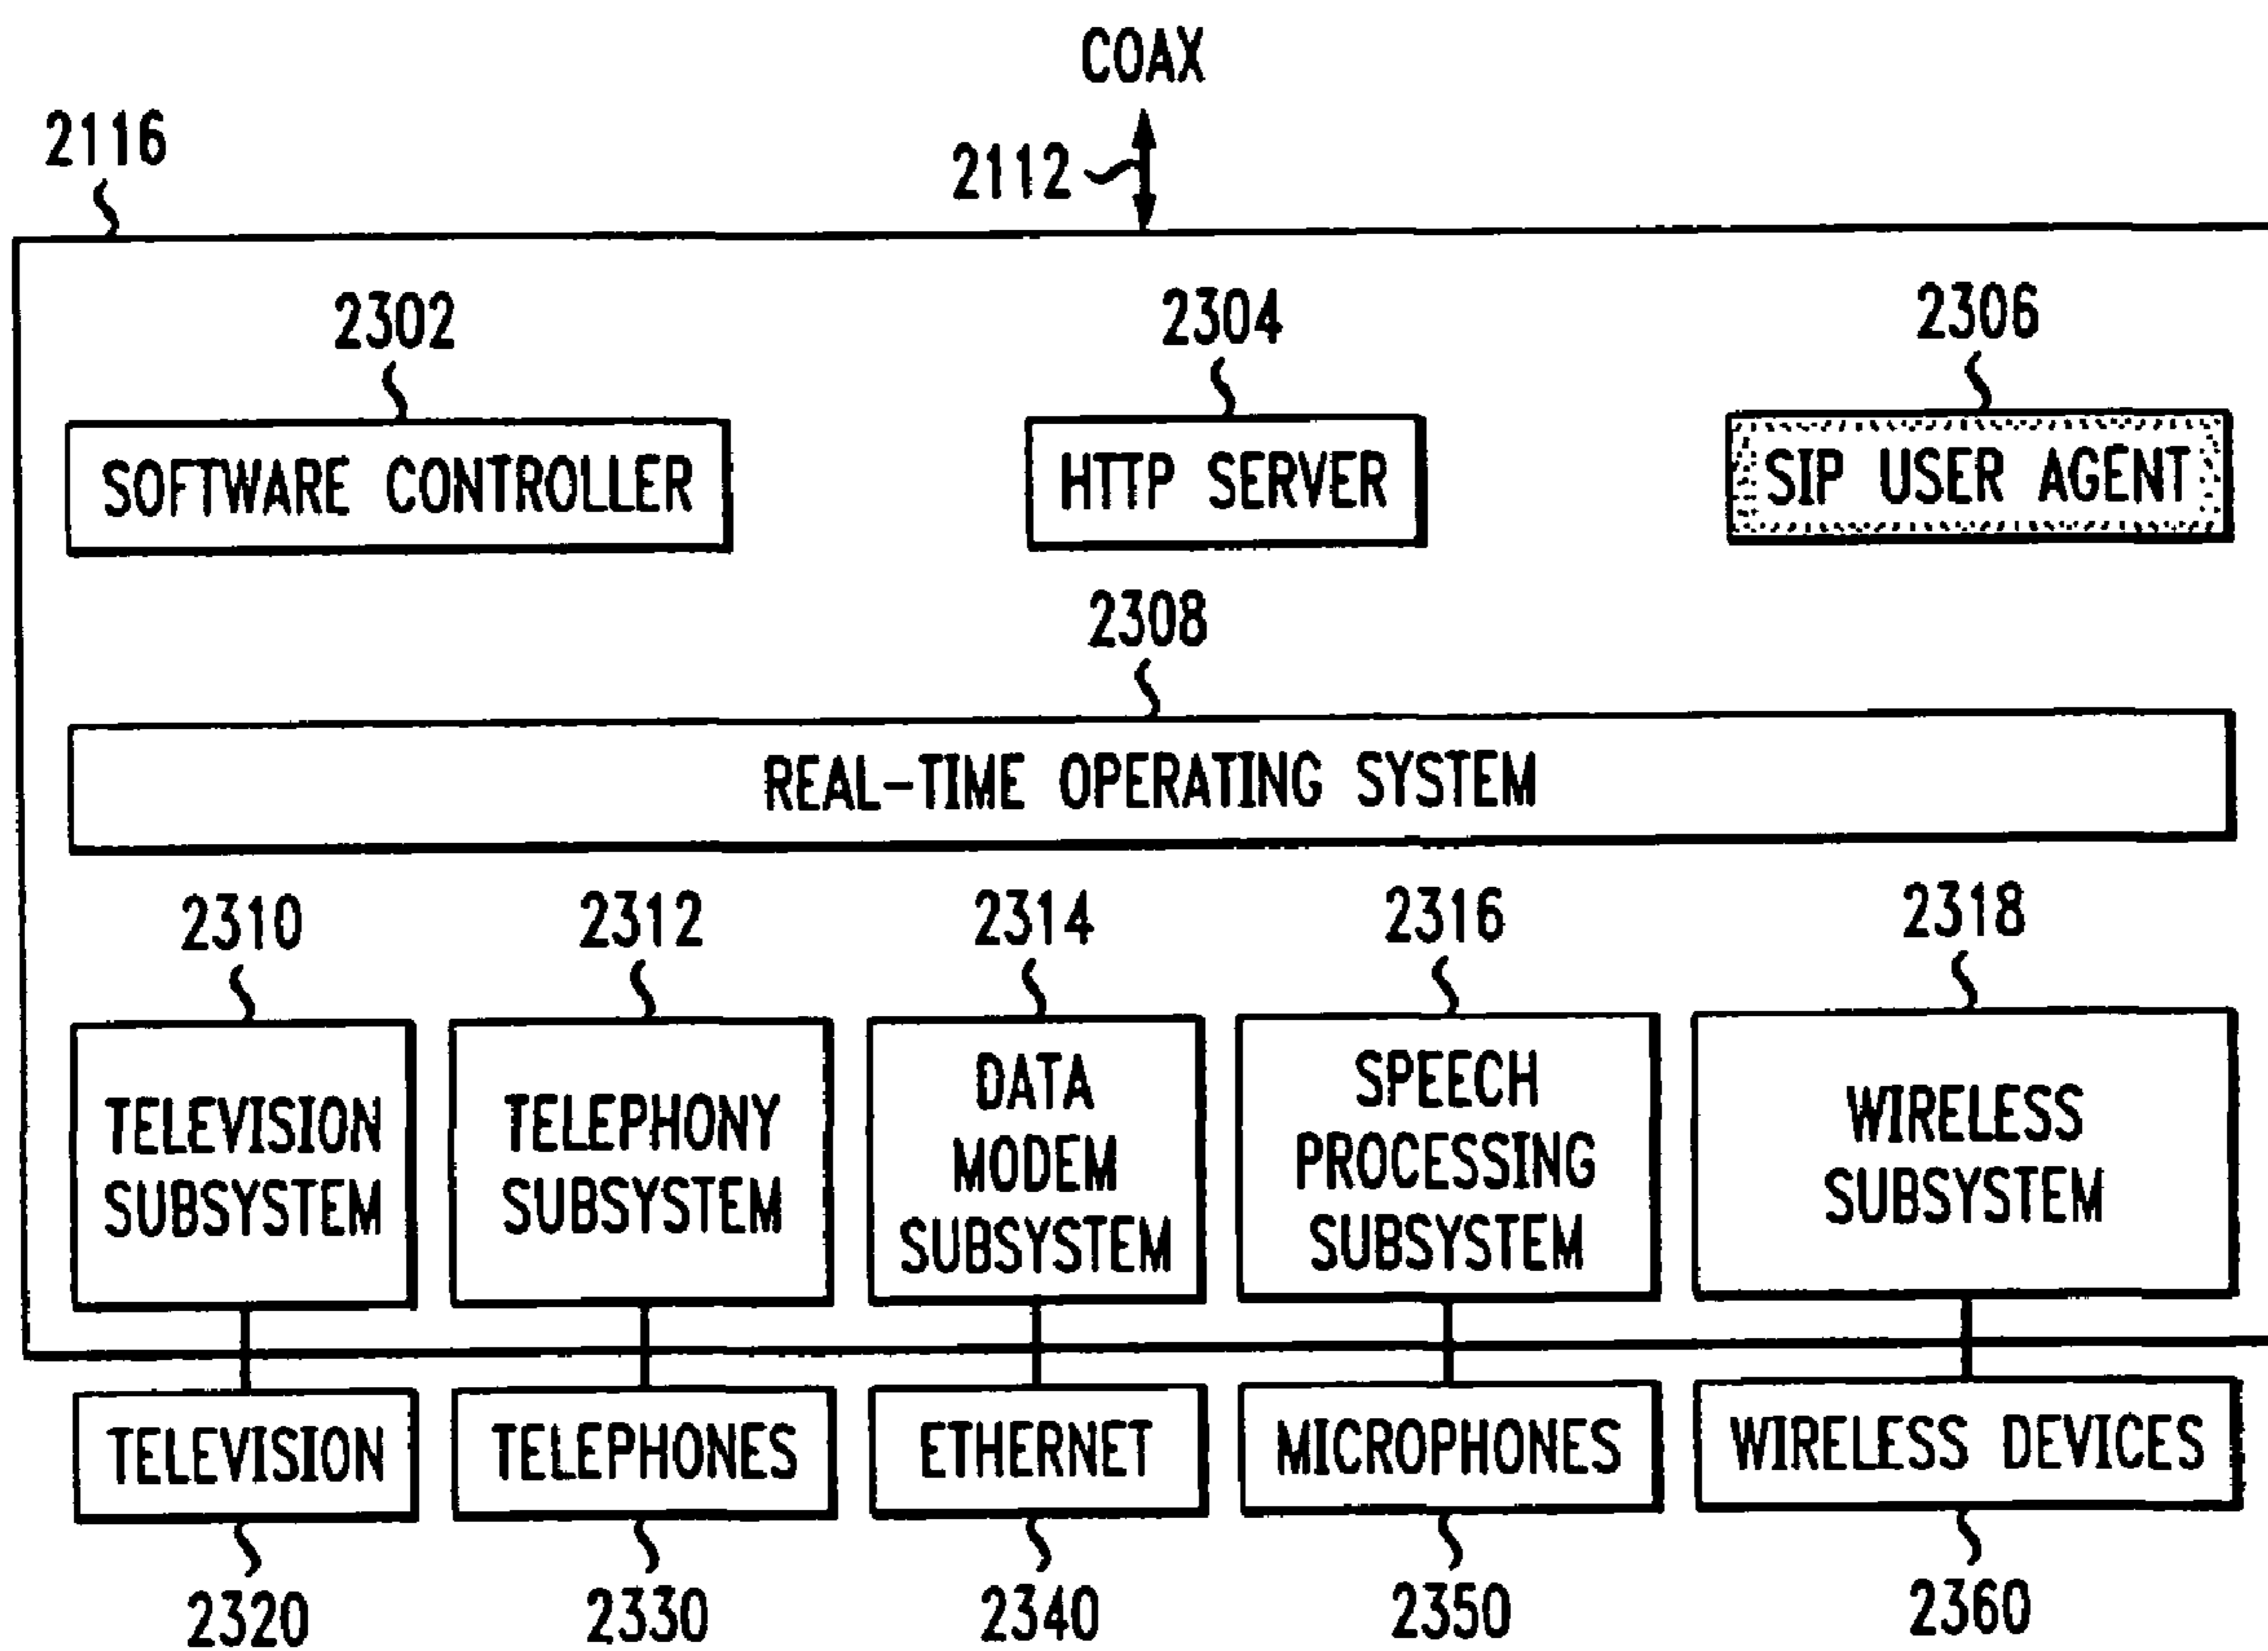 COAX
2116
2112
2302
2304
2306
SOFTWARE CONTROLLER
HTTP SERVER
SIP USER AGENT
2308
REAL-TIME OPERATING SYSTEM
2310
2312
2314
2316
2318
TELEVISION
SUBSYSTEM
TELEPHONY
SUBSYSTEM
DATA
MODEM
SUBSYSTEM
SPEECH
PROCESSING
SUBSYSTEM
WIRELESS
SUBSYSTEM
TELEVISION
TELEPHONES
ETHERNET
MICROPHONES
WIRELESS DEVICES
2320
2330
2340
2350
2360